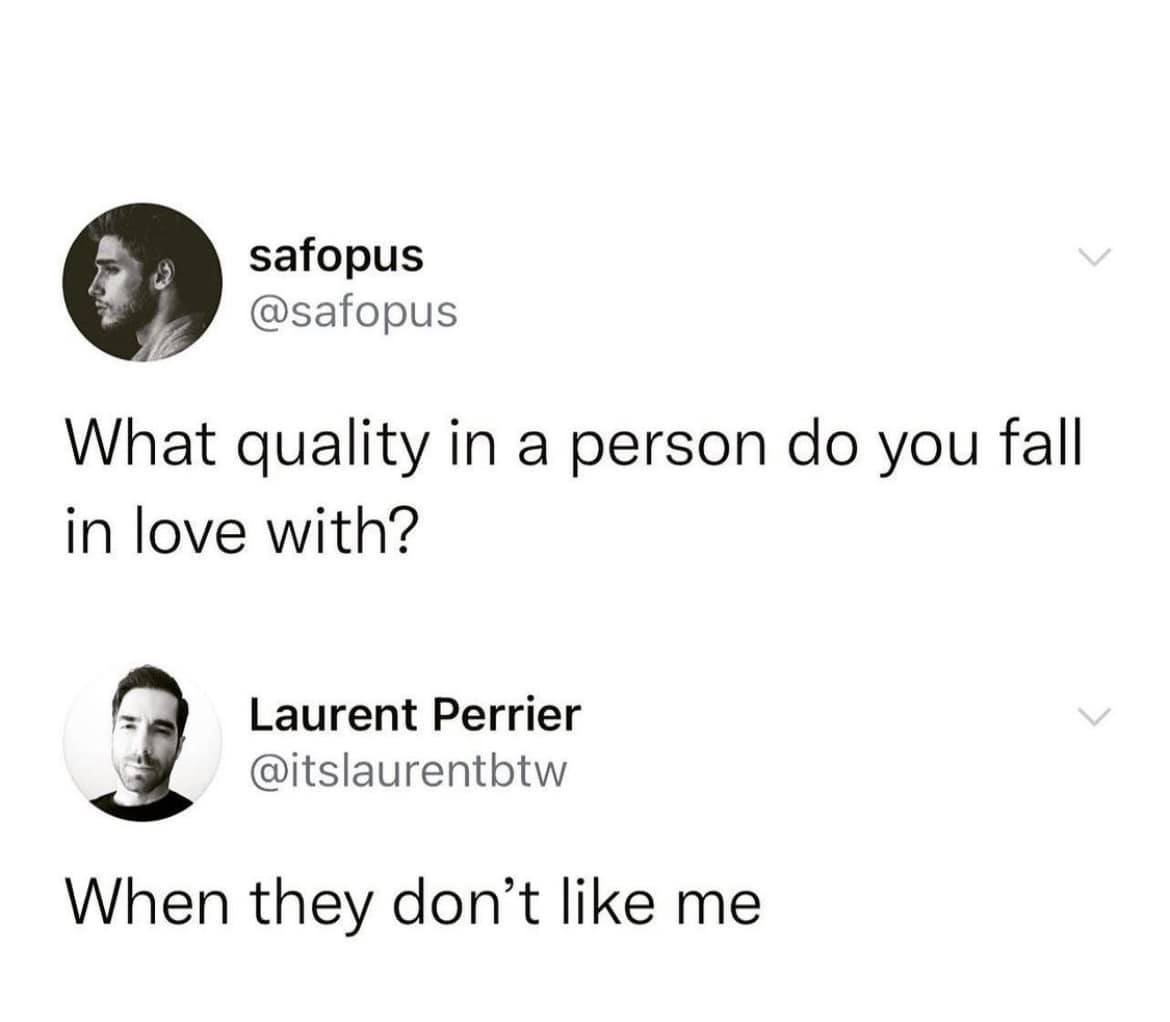 safopus
@safopus
What quality in a person do you fall
in love with?
Laurent Perrier
@itslaurentbtw
When they don’t like me